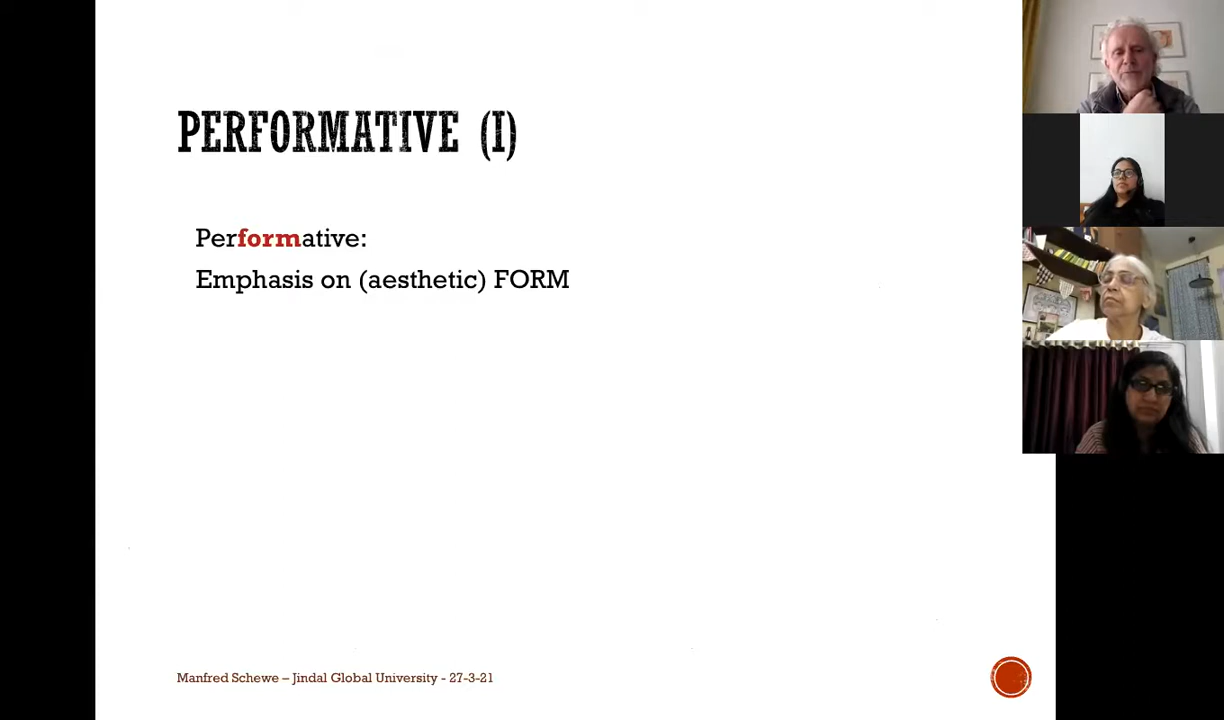 PERFORMATIVE (I)
Performative:
Emphasis on (aesthetic) FORM
Manfred Schewe – Jindal Global University - 27-3-21